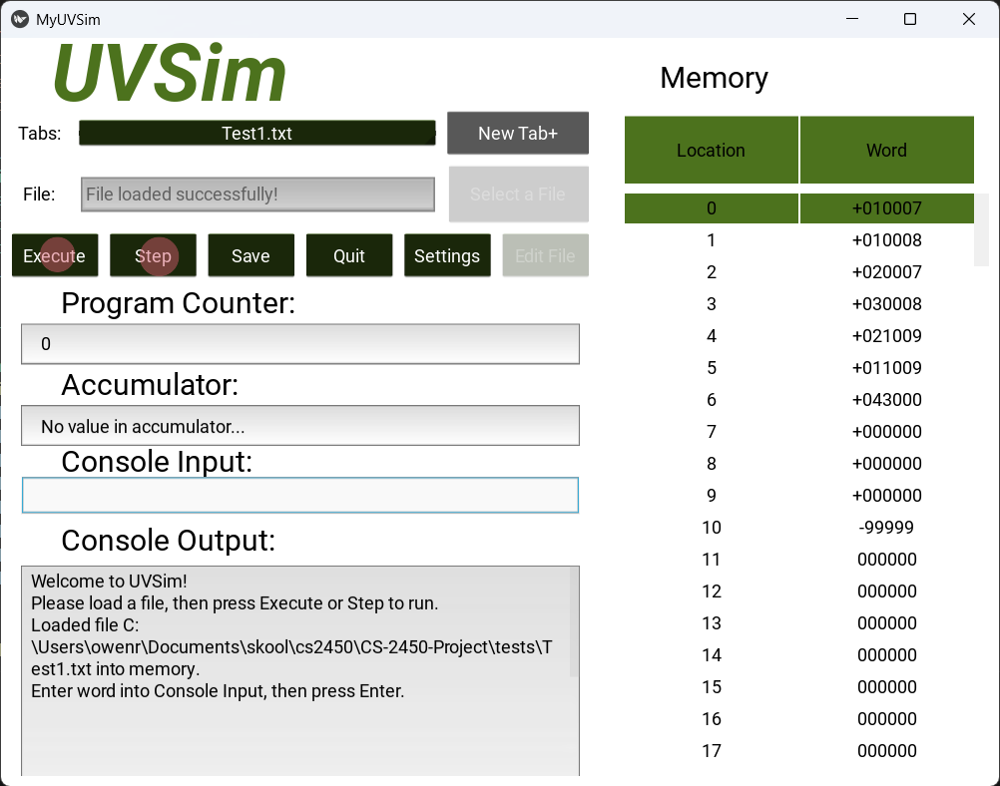 MyUVSim
UVSim
Tabs: Test1.txt New Tab+
File: File loaded successfully! Select a File
Execute Step Save Quit Settings Edit File
Program Counter:
0
Accumulator:
No value in accumulator...
Console Input:
Console Output:
Welcome to UVSim!
Please load a file, then press Execute or Step to run.
Loaded file C:
\Users\owenr\Documents\skool\cs2450\CS-2450-Project\tests\T
est1.txt into memory.
Enter word into Console Input, then press Enter.
Memory
Location Word
0 +010007
1 +010008
2 +020007
3 +030008
4 +021009
5 +011009
6 +043000
7 +000000
8 +000000
9 +000000
10 -99999
11 000000
12 000000
13 000000
14 000000
15 000000
16 000000
17 000000